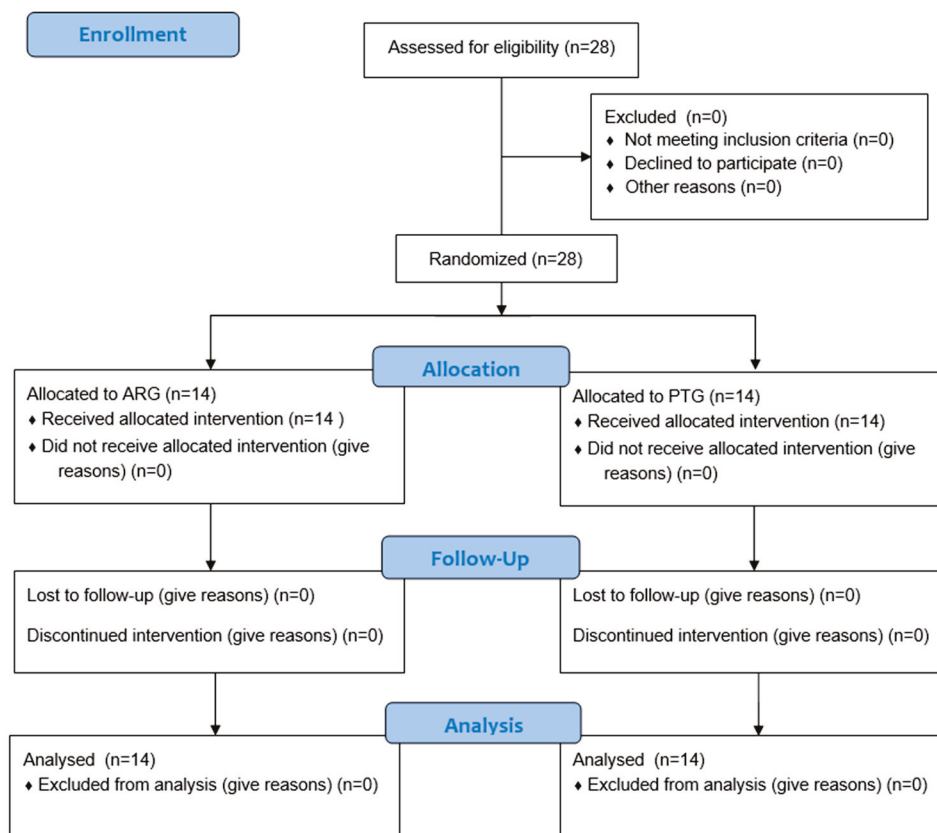 Enrollment
Assessed for eligibility (n=28)
Excluded (n=0)
♦ Not meeting inclusion criteria (n=0)
♦ Declined to participate (n=0)
♦ Other reasons (n=0)
Randomized (n=28)
Allocation
Allocated to ARG (n=14)
♦ Received allocated intervention (n=14 )
♦ Did not receive allocated intervention (give
reasons) (n=0)
Allocated to PTG (n=14)
♦ Received allocated intervention (n=14)
♦ Did not receive allocated intervention (give
reasons) (n=0)
Follow-Up
Lost to follow-up (give reasons) (n=0)
Discontinued intervention (give reasons) (n=0)
Lost to follow-up (give reasons) (n=0)
Discontinued intervention (give reasons) (n=0)
Analysis
Analysed (n=14)
♦ Excluded from analysis (give reasons) (n=0)
Analysed (n=14)
♦ Excluded from analysis (give reasons) (n=0)